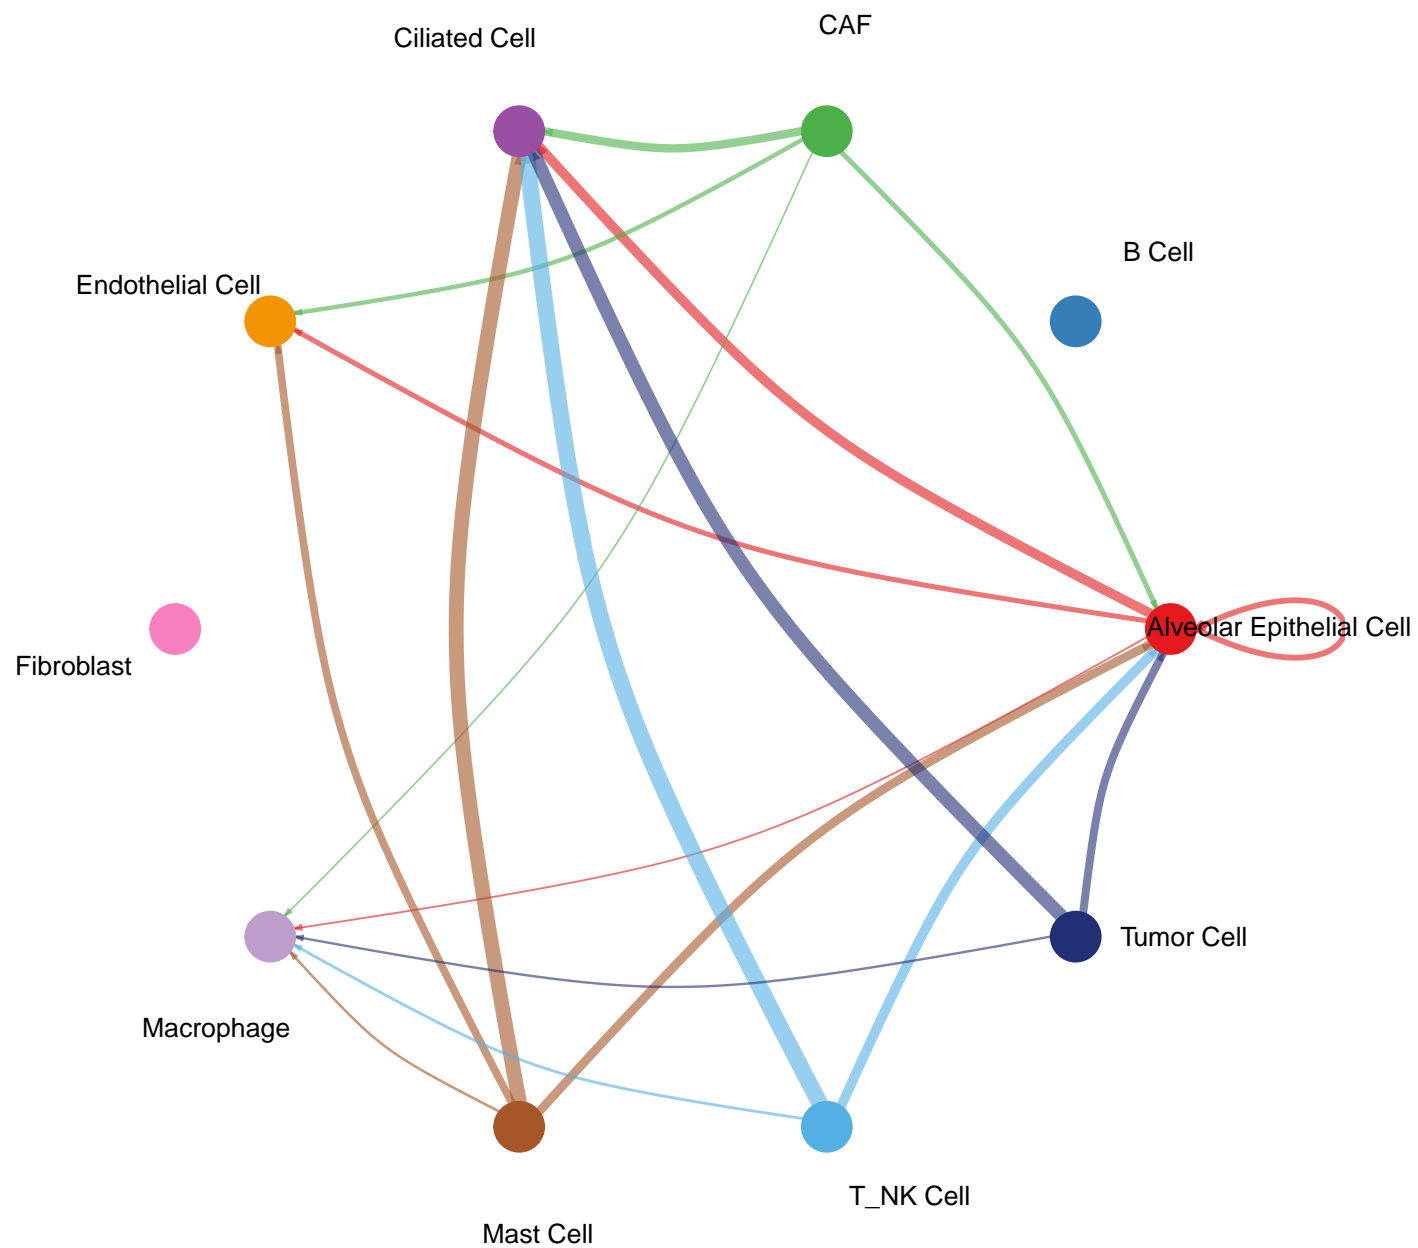 CAF
Ciliated Cell
B Cell
Endothelial Cell
Alveolar Epithelial Cell
Fibroblast
Tumor Cell
Macrophage
T_NK Cell
Mast Cell